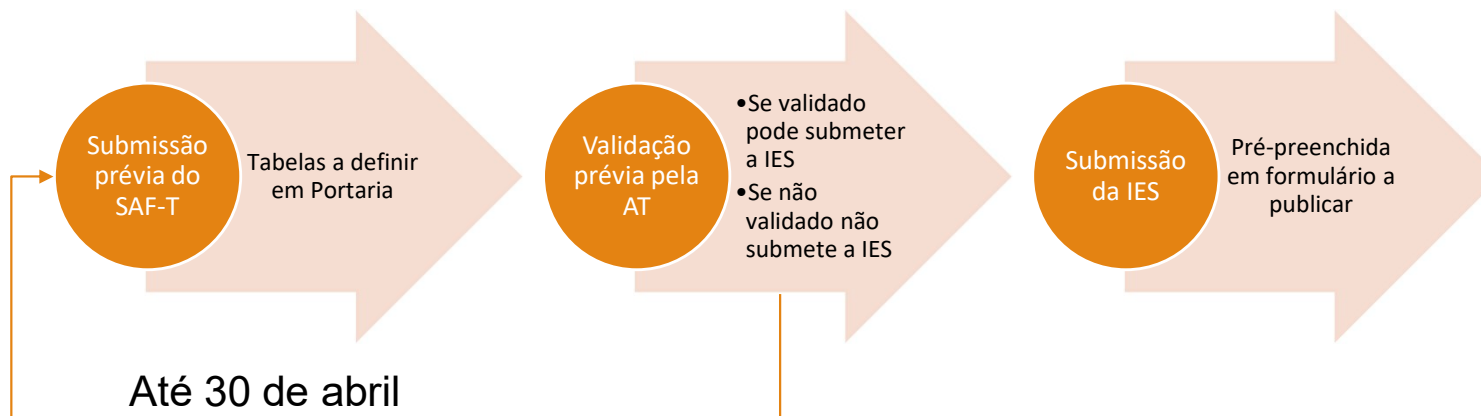 Submissão
prévia do
SAF-T
Tabelas a definir
em Portaria
Validação
prévia pela
AT
•Se validado
pode submeter
a IES
•Se não
validado não
submete a IES
Submissão
da IES
Pré-preenchida
em formulário a
publicar
Até 30 de abril